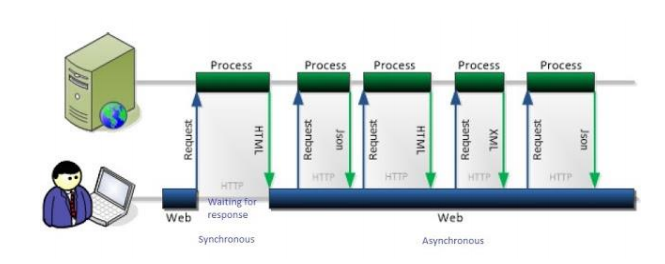 Process Process Process Process Process
Request HTML Request Json Request HTML Request XML Request Json
HTTP HTTP HTTP HTTP HTTP
Web Waiting for response Web
Synchronous Asynchronous